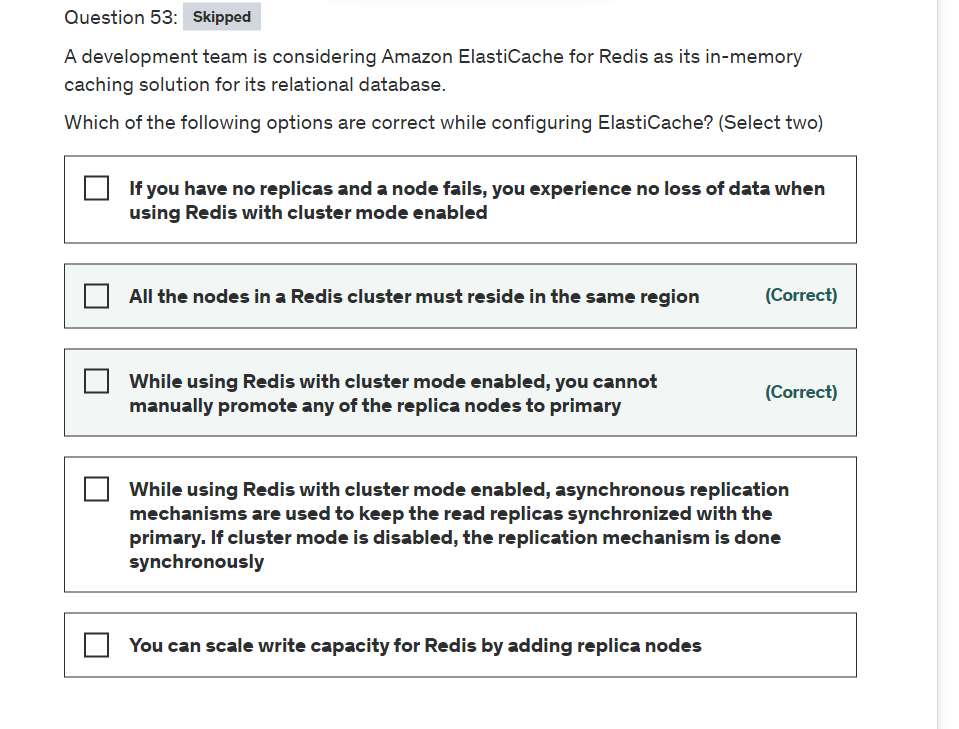 Question 53: Skipped
A development team is considering Amazon ElastiCache for Redis as its in-memory
caching solution for its relational database.
Which of the following options are correct while configuring ElastiCache? (Select two)
If you have no replicas and a node fails, you experience no loss of data when
using Redis with cluster mode enabled
All the nodes in a Redis cluster must reside in the same region (Correct)
While using Redis with cluster mode enabled, you cannot
manually promote any of the replica nodes to primary
(Correct)
While using Redis with cluster mode enabled, asynchronous replication
mechanisms are used to keep the read replicas synchronized with the
primary. If cluster mode is disabled, the replication mechanism is done
synchronously
You can scale write capacity for Redis by adding replica nodes